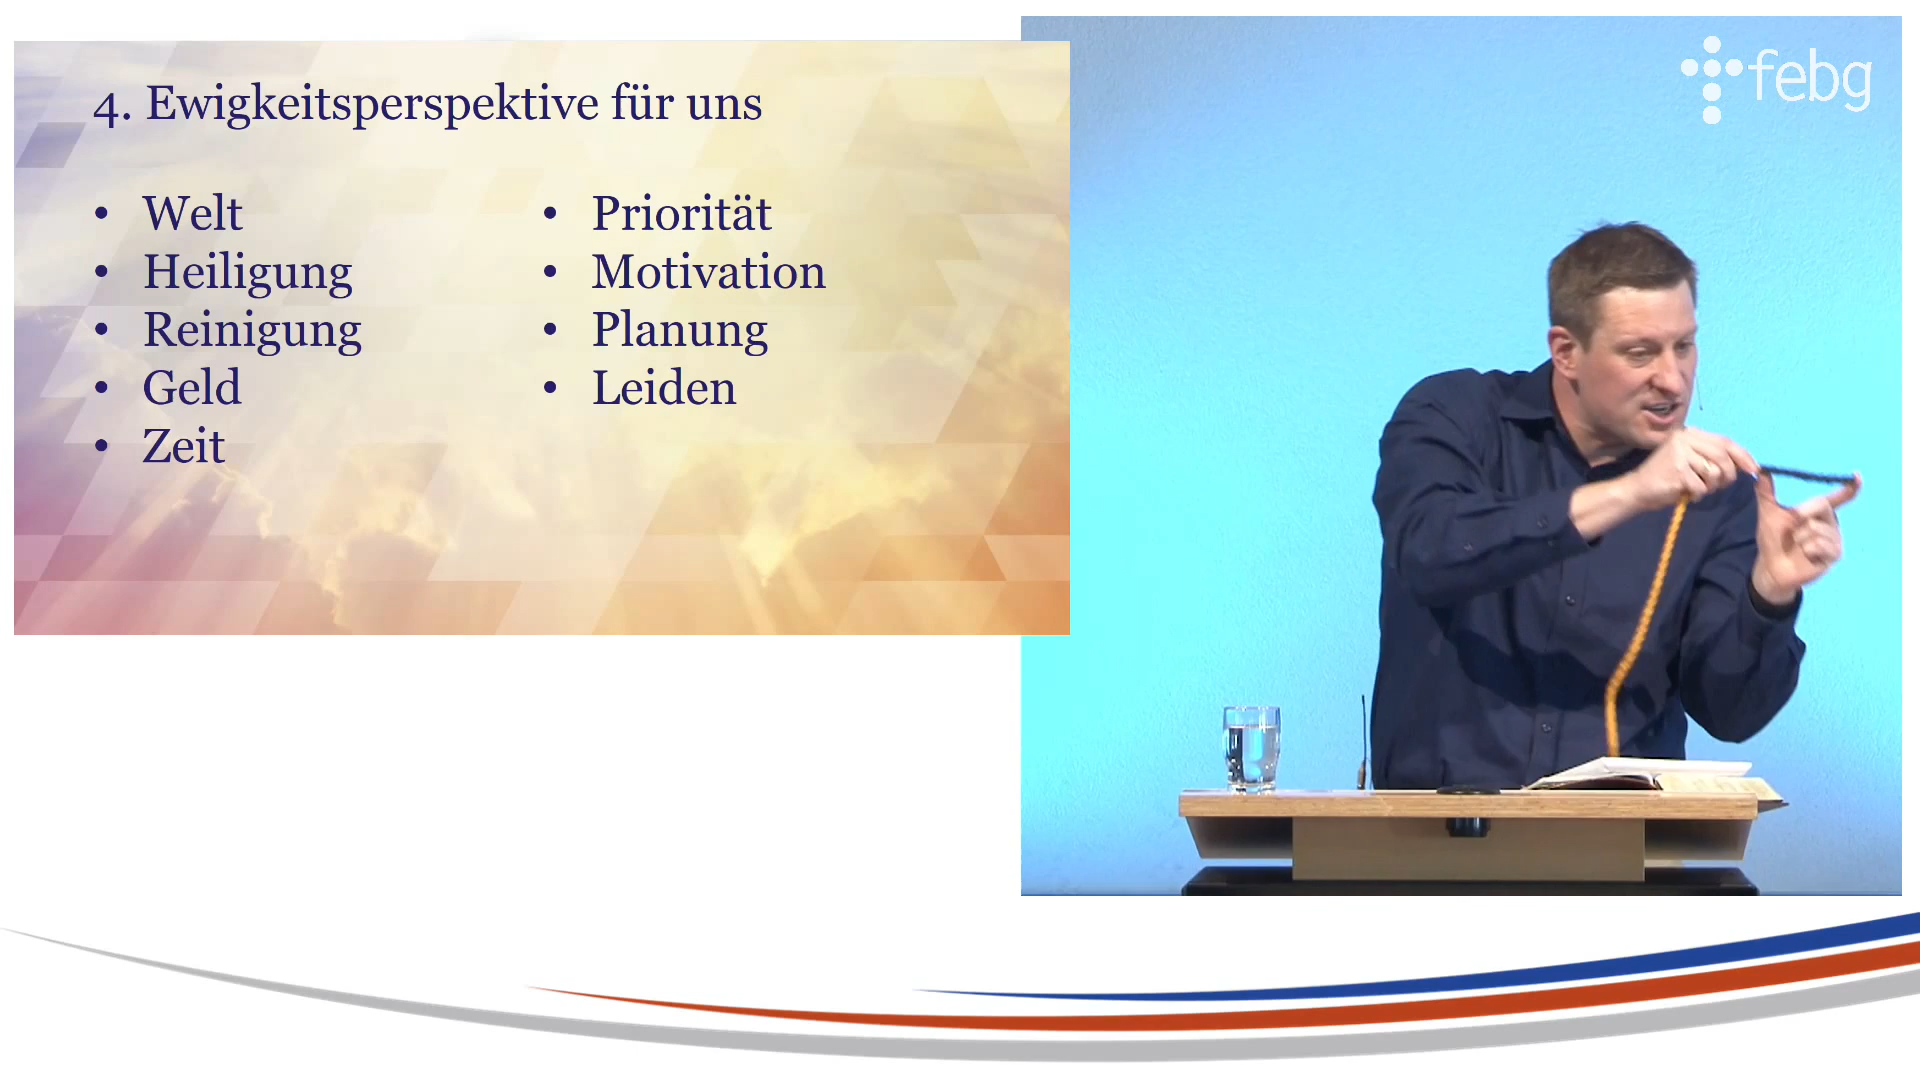 4. Ewigkeitsperspektive für uns
• Welt
• Heiligung
• Reinigung
• Geld
• Zeit
• Priorität
• Motivation
• Planung
• Leiden
febg